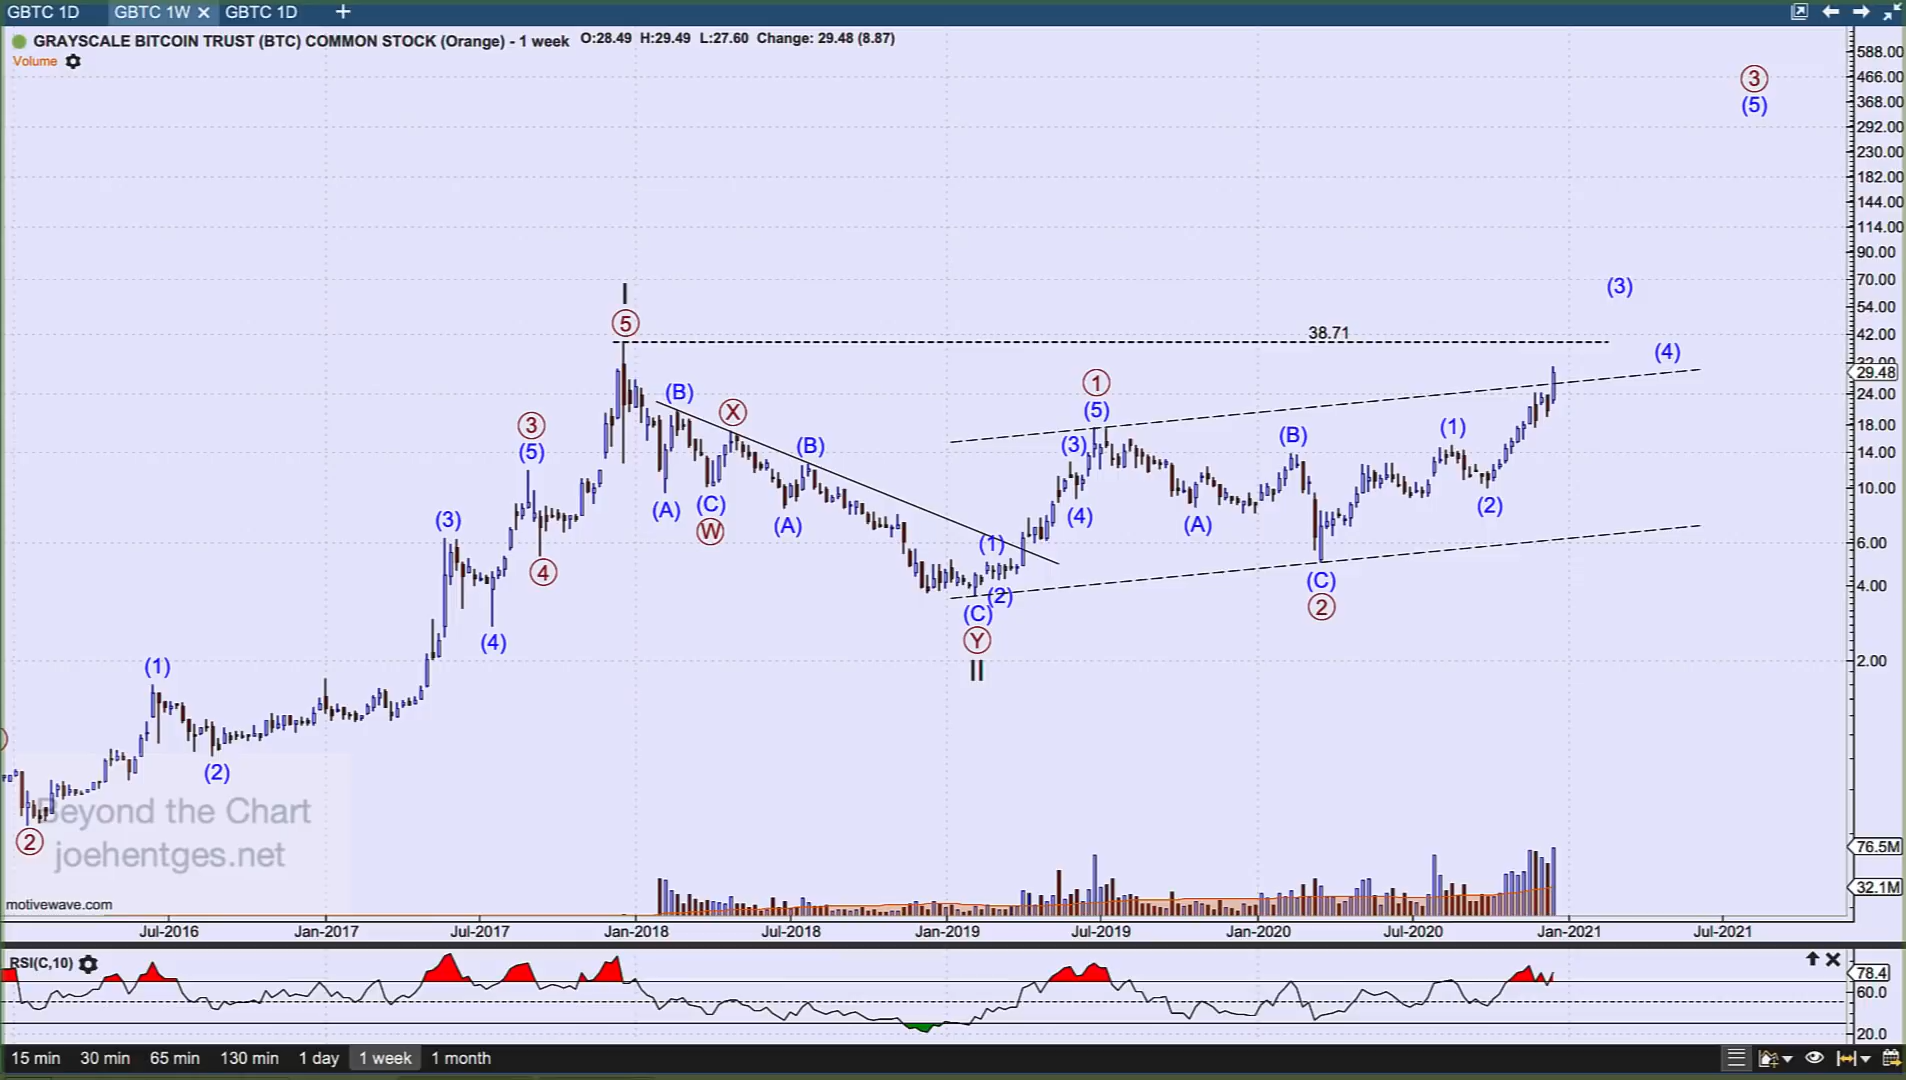 GBTC 1D GBTC 1W × GBTC 1D +
GRAYSCALE BITCOIN TRUST (BTC) COMMON STOCK (Orange) - 1 week O:28.49 H:29.49 L:27.60 Change: 29.48 (8.87)
Volume
588.00
466.00
368.00
292.00
230.00
182.00
144.00
114.00
90.00
70.00
54.00
42.00
32.00
29.48
24.00
18.00
14.00
10.00
6.00
4.00
2.00
76.5M
32.1M
3
(5)
(3)
(4)
38.71
I
5
(B)
X
(B)
3
(5)
(3)
4
(4)
(A)
(C)
W
(A)
1
(5)
(3)
(4)
(A)
(B)
(1)
(2)
(1)
(2)
(C)
Y
II
(C)
2
(1)
(2)
2
Beyond the Chart
joehentges.net
motivewave.com
Jul-2016 Jan-2017 Jul-2017 Jan-2018 Jul-2018 Jan-2019 Jul-2019 Jan-2020 Jul-2020 Jan-2021 Jul-2021
RSI(C,10)
78.4
60.0
20.0
15 min 30 min 65 min 130 min 1 day 1 week 1 month